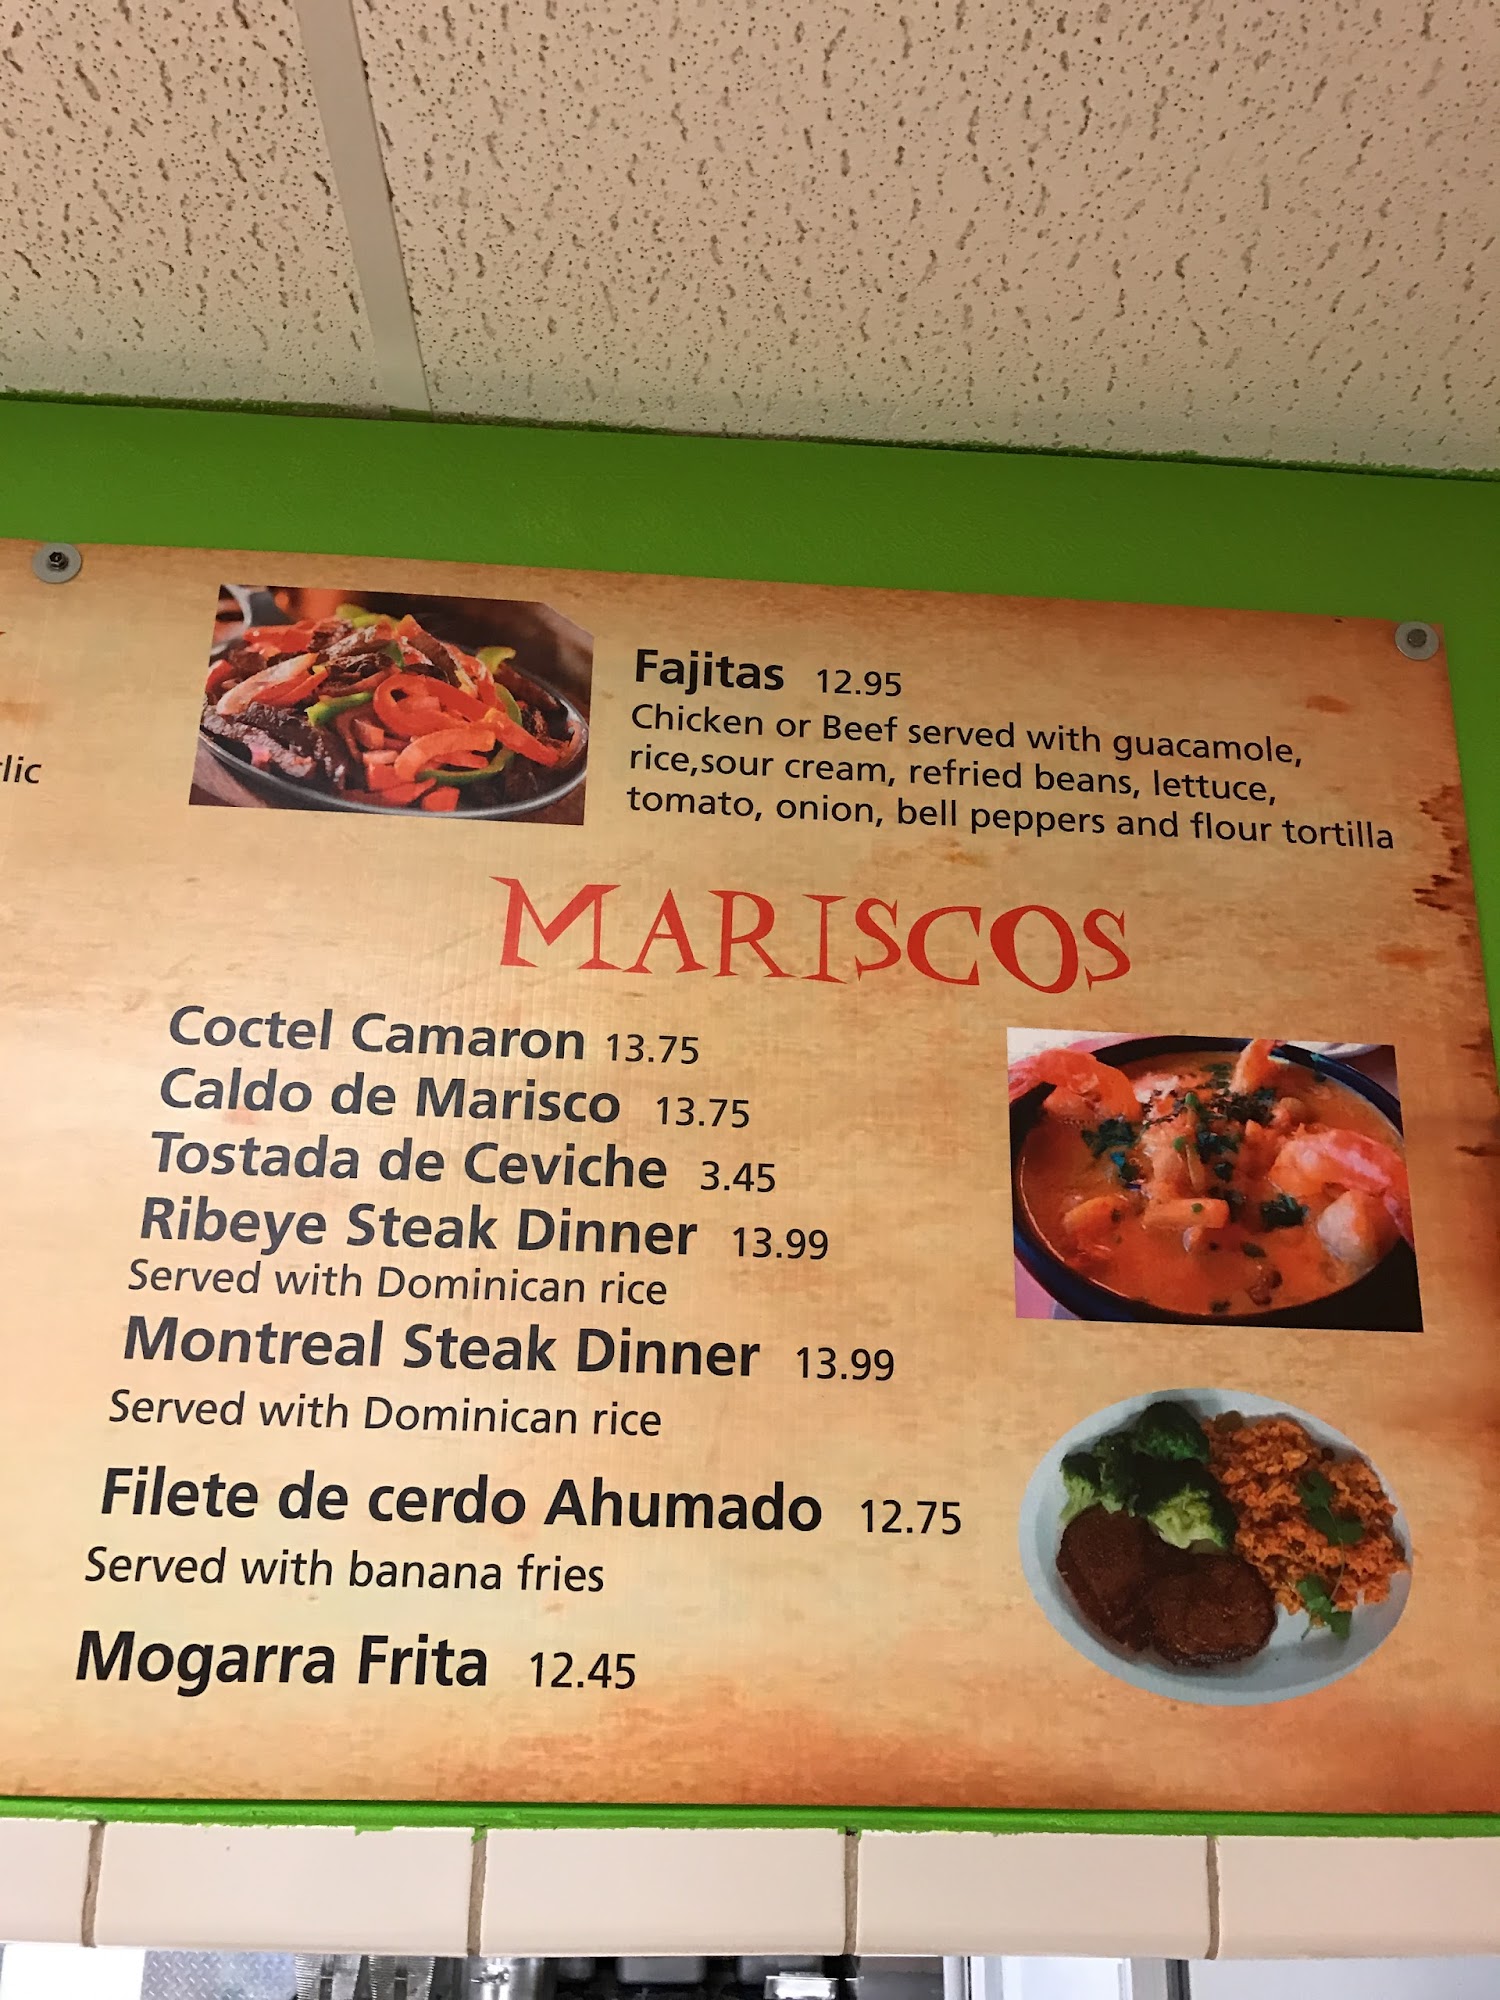 lic
Fajitas 12.95
Chicken or Beef served with guacamole,
rice,sour cream, refried beans, lettuce,
tomato, onion, bell peppers and flour tortilla
MARISCOS
Coctel Camaron 13.75
Caldo de Marisco 13.75
Tostada de Ceviche 3.45
Ribeye Steak Dinner 13.99
Served with Dominican rice
Montreal Steak Dinner 13.99
Served with Dominican rice
Filete de cerdo Ahumado 12.75
Served with banana fries
Mogarra Frita 12.45